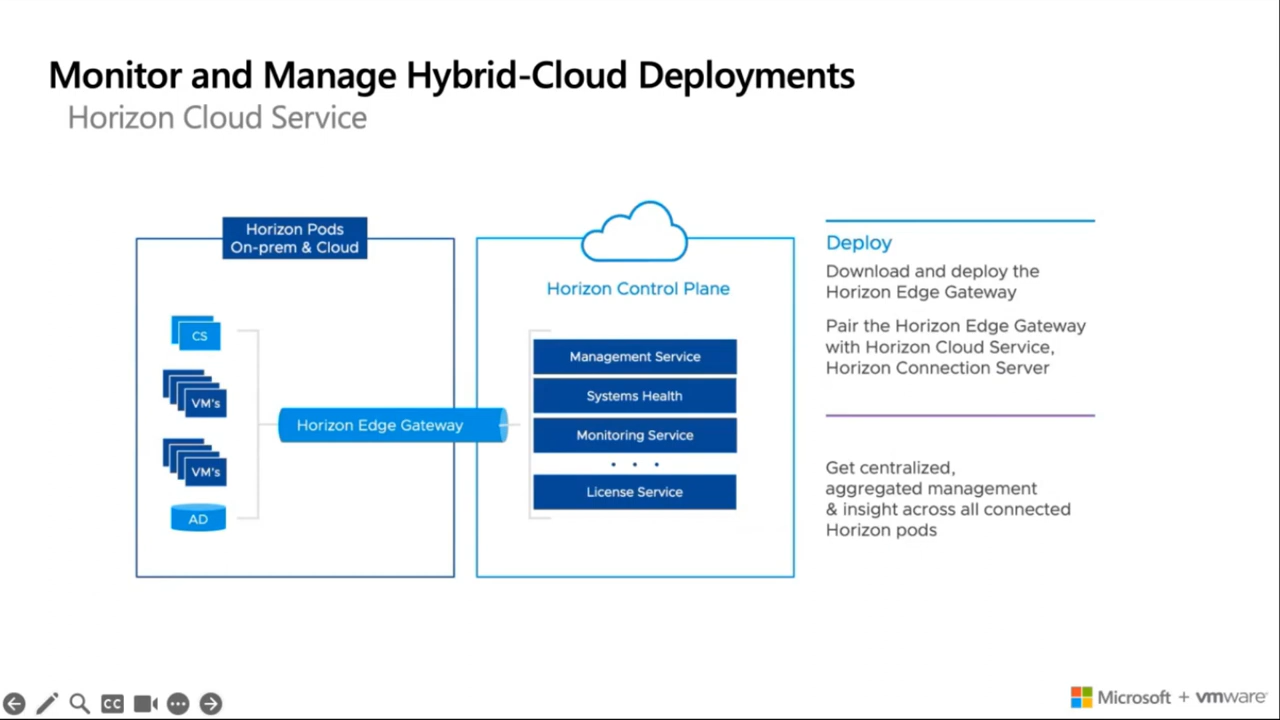 Monitor and Manage Hybrid-Cloud Deployments
Horizon Cloud Service
Horizon Pods
On-prem & Cloud
CS
VM's
VM's
AD
Horizon Edge Gateway
Horizon Control Plane
Management Service
Systems Health
Monitoring Service
. . .
License Service
Deploy
Download and deploy the
Horizon Edge Gateway
Pair the Horizon Edge Gateway
with Horizon Cloud Service,
Horizon Connection Server
Get centralized,
aggregated management
& insight across all connected
Horizon pods
CC
Microsoft + vmware®